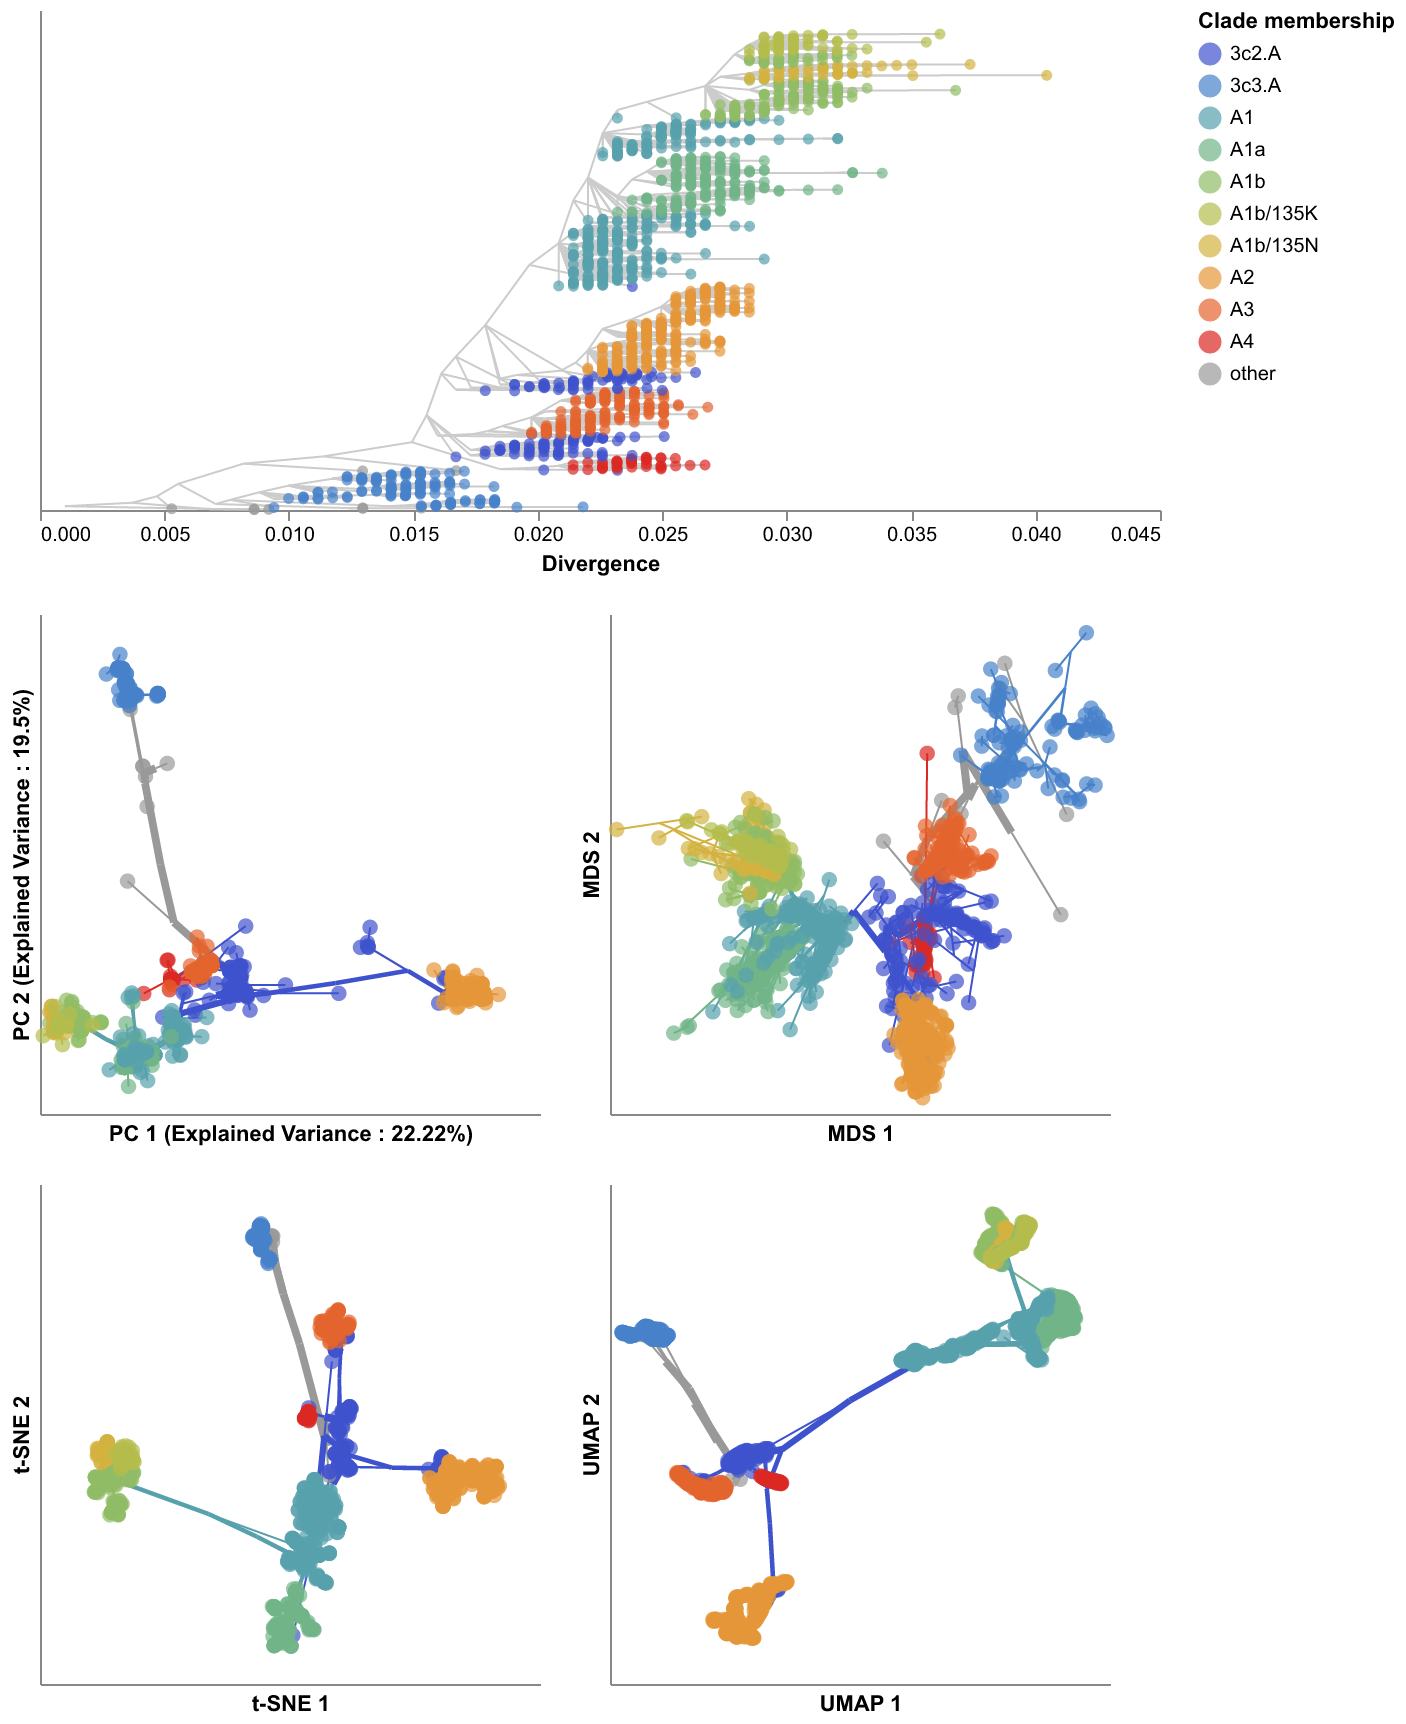 Clade membership
3c2.A
3c3.A
A1
A1a
A1b
A1b/135K
A1b/135N
A2
A3
A4
other
0.000 0.005 0.010 0.015 0.020 0.025 0.030 0.035 0.040 0.045
Divergence
PC 2 (Explained Variance : 19.5%)
PC 1 (Explained Variance : 22.22%)
MDS 2
MDS 1
t-SNE 2
t-SNE 1
UMAP 2
UMAP 1